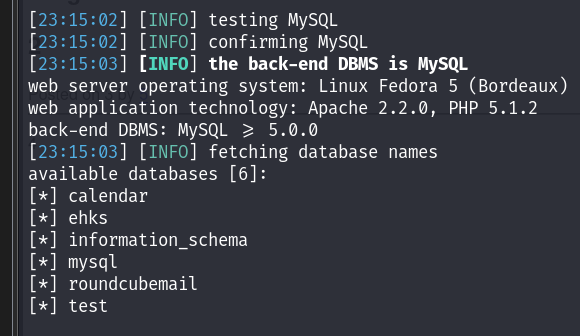 [23:15:02] [INFO] testing MySQL
[23:15:02] [INFO] confirming MySQL
[23:15:03] [INFO] the back-end DBMS is MySQL
web server operating system: Linux Fedora 5 (Bordeaux)
web application technology: Apache 2.2.0, PHP 5.1.2
back-end DBMS: MySQL ⩾ 5.0.0
[23:15:03] [INFO] fetching database names
available databases [6]:
[*] calendar
[*] ehks
[*] information_schema
[*] mysql
[*] roundcubemail
[*] test